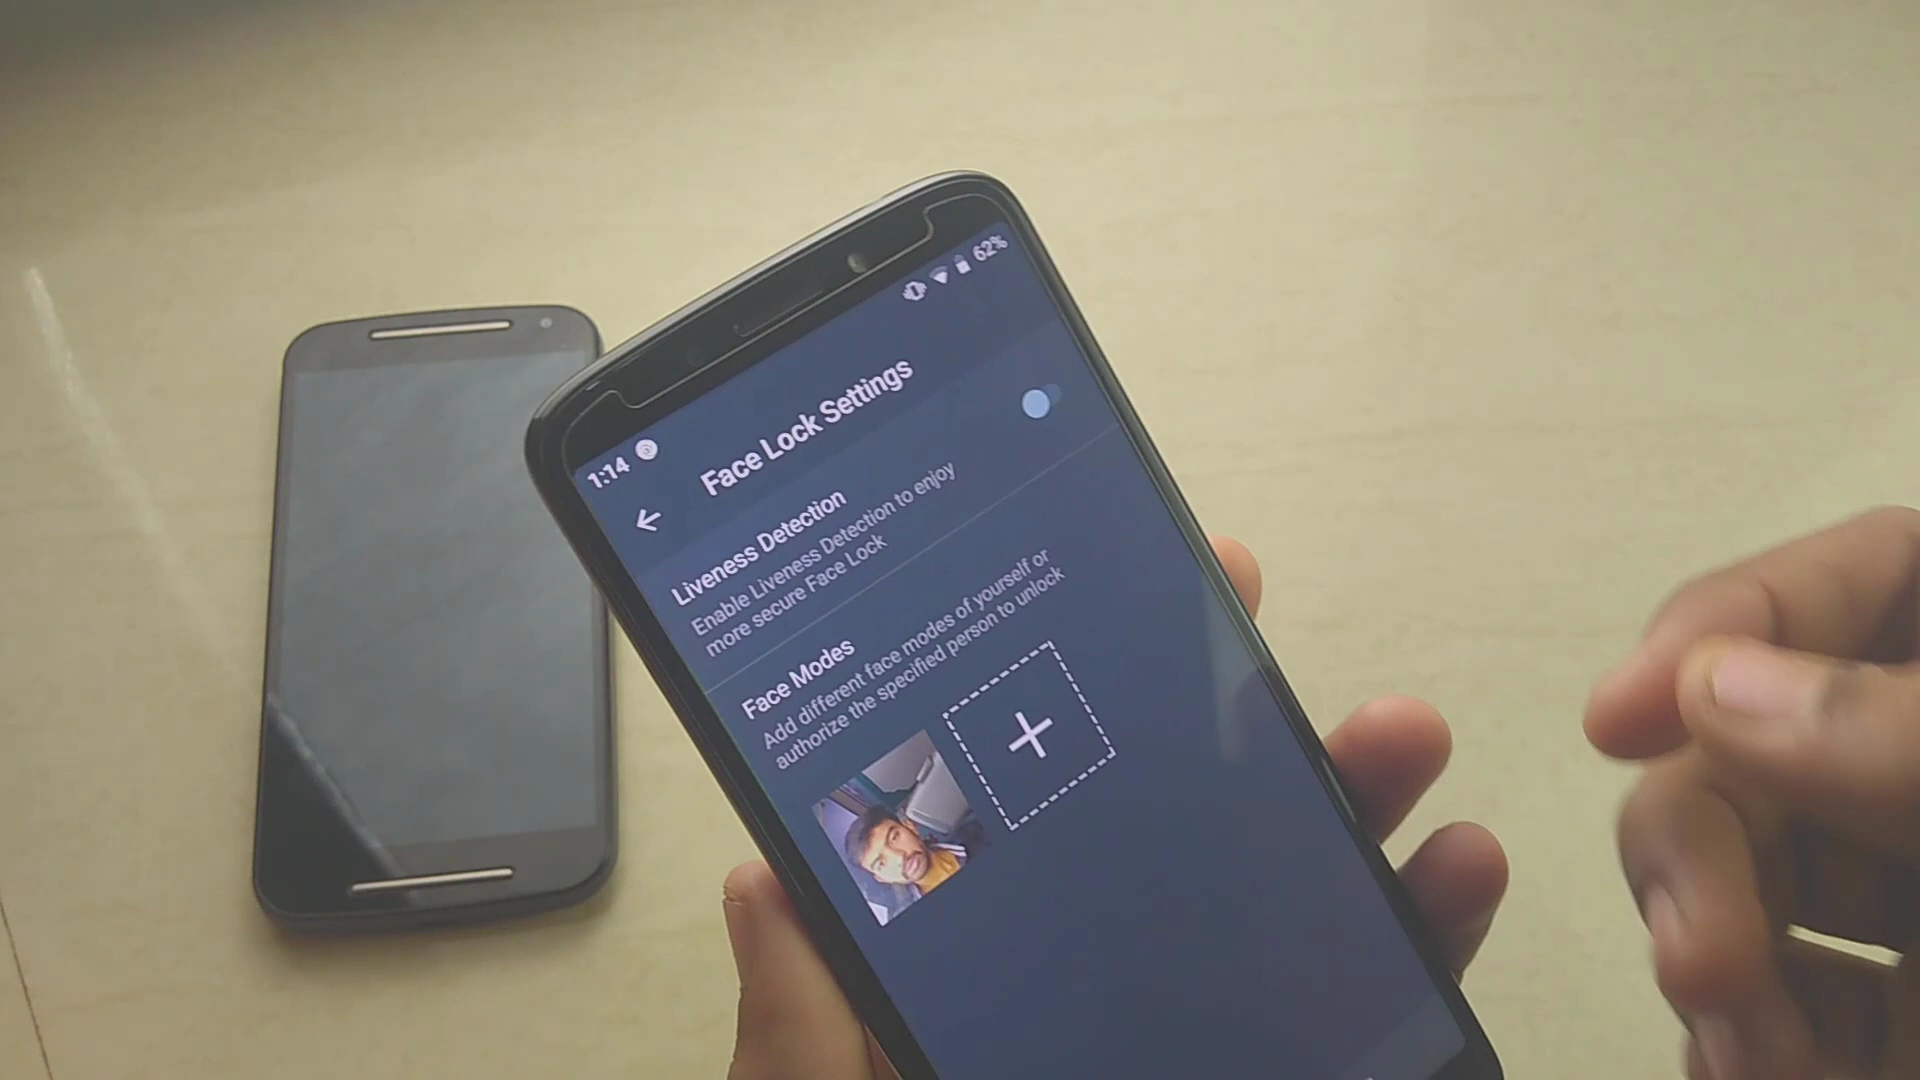 1:14
62%
Face Lock Settings
Liveness Detection
Enable Liveness Detection to enjoy
more secure Face Lock
Face Modes
Add different face modes of yourself or
authorize the specified person to unlock